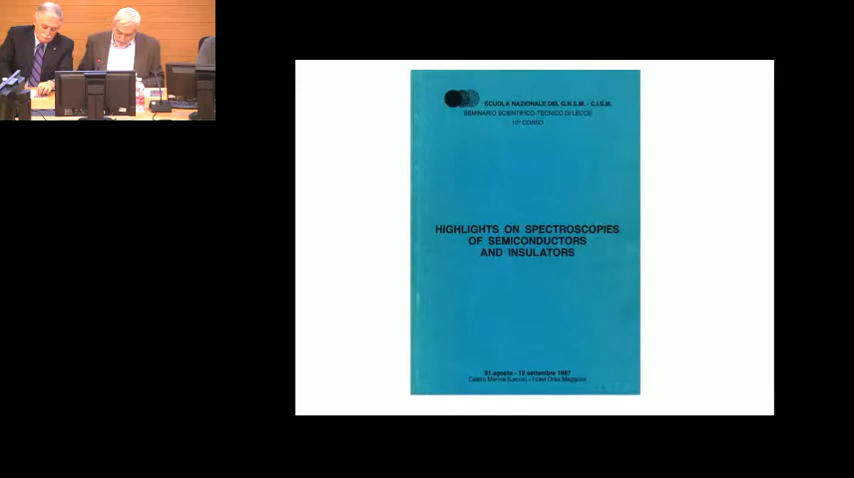 SCUOLA NAZIONALE DEL G.N.S.M. - C.I.S.M.
SEMINARIO SCIENTIFICO-TECNICO DI LECCE
10° CORSO
HIGHLIGHTS ON SPECTROSCOPIES
OF SEMICONDUCTORS
AND INSULATORS
31 agosto - 12 settembre 1987
Castro Marina (Lecce) - Hotel Orsa Maggiore